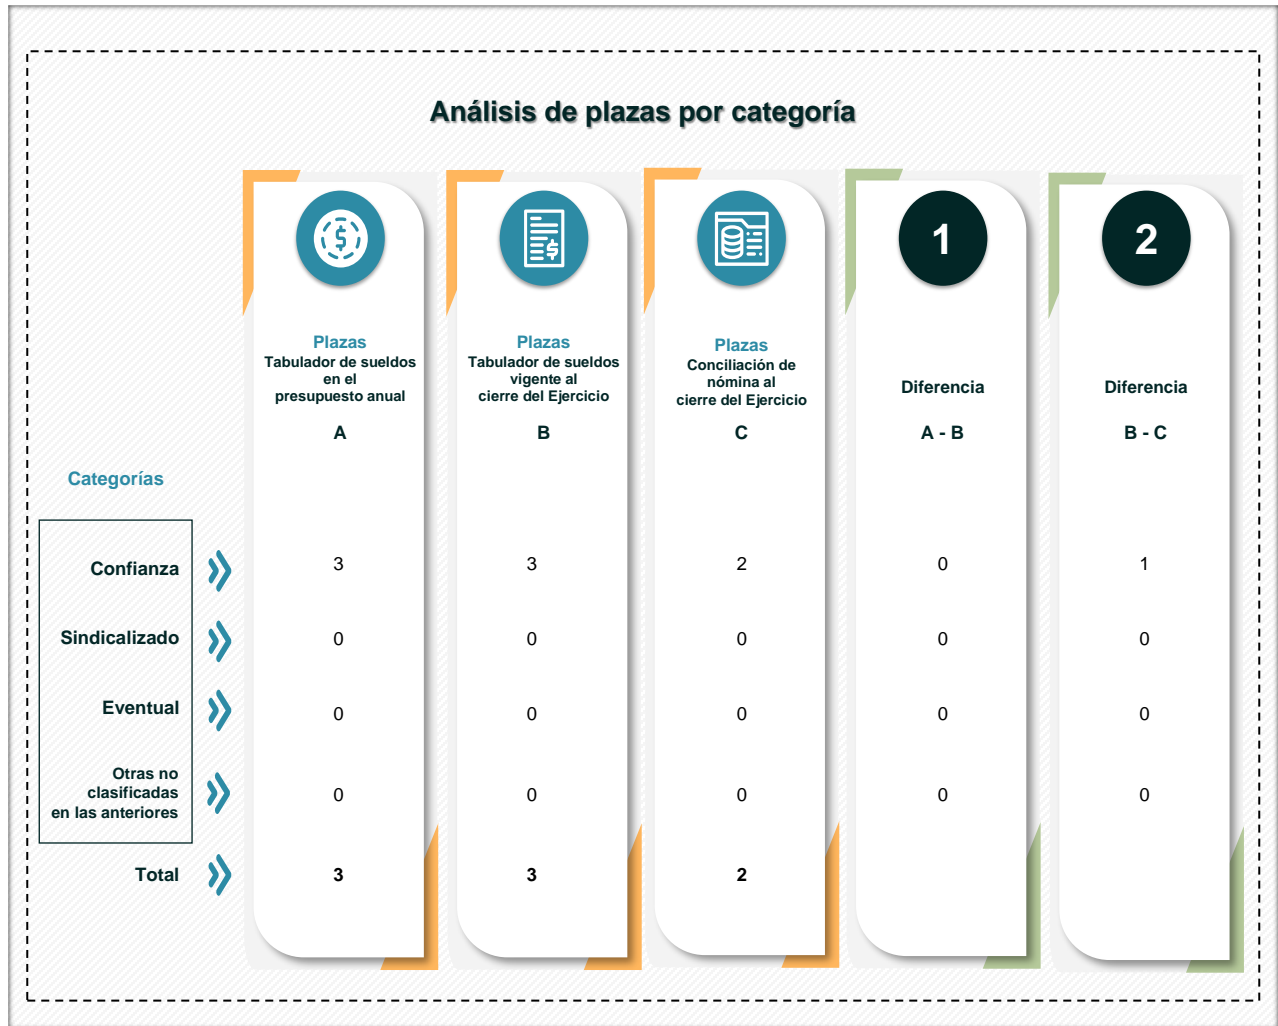 Análisis de plazas por categoría
1
2
Plazas
Tabulador de sueldos
en el
presupuesto anual
A
Plazas
Tabulador de sueldos
vigente al
cierre del Ejercicio
B
Plazas
Conciliación de
nómina al
cierre del Ejercicio
C
Diferencia
A - B
Diferencia
B - C
Categorías
Confianza 3 3 2 0 1
Sindicalizado 0 0 0 0 0
Eventual 0 0 0 0 0
Otras no
clasificadas
en las anteriores 0 0 0 0 0
Total 3 3 2